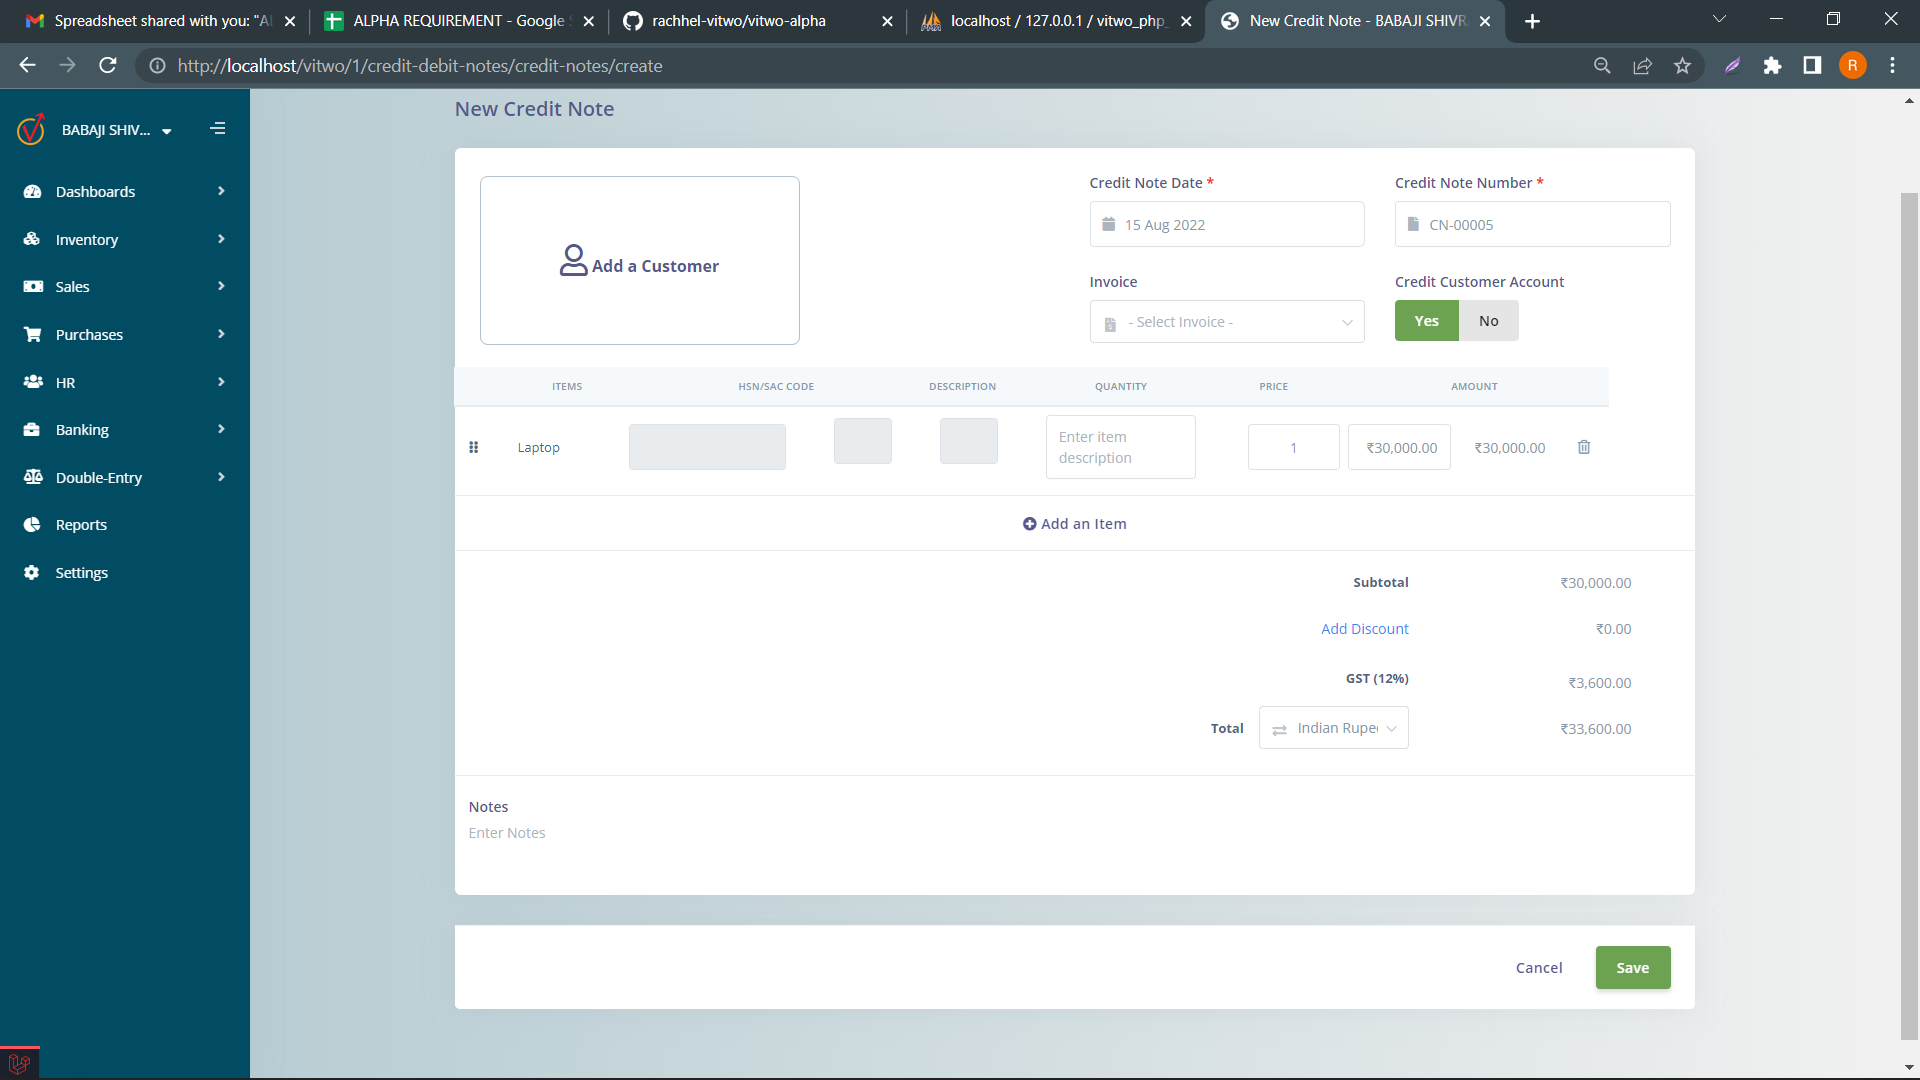 Spreadsheet shared with you: "AL
ALPHA REQUIREMENT - Google S
rachhel-vitwo/vitwo-alpha
localhost / 127.0.0.1 / vitwo_php_
New Credit Note - BABAJI SHIVR
http://localhost/vitwo/1/credit-debit-notes/credit-notes/create
R
BABAJI SHIV...
Dashboards
Inventory
Sales
Purchases
HR
Banking
Double-Entry
Reports
Settings
New Credit Note
Add a Customer
Credit Note Date *
15 Aug 2022
Credit Note Number *
CN-00005
Invoice
- Select Invoice -
Credit Customer Account
Yes No
ITEMS HSN/SAC CODE DESCRIPTION QUANTITY PRICE AMOUNT
Laptop
Enter item
description
1 ₹30,000.00 ₹30,000.00
Add an Item
Subtotal ₹30,000.00
Add Discount ₹0.00
GST (12%) ₹3,600.00
Total Indian Rupe ₹33,600.00
Notes
Enter Notes
Cancel Save